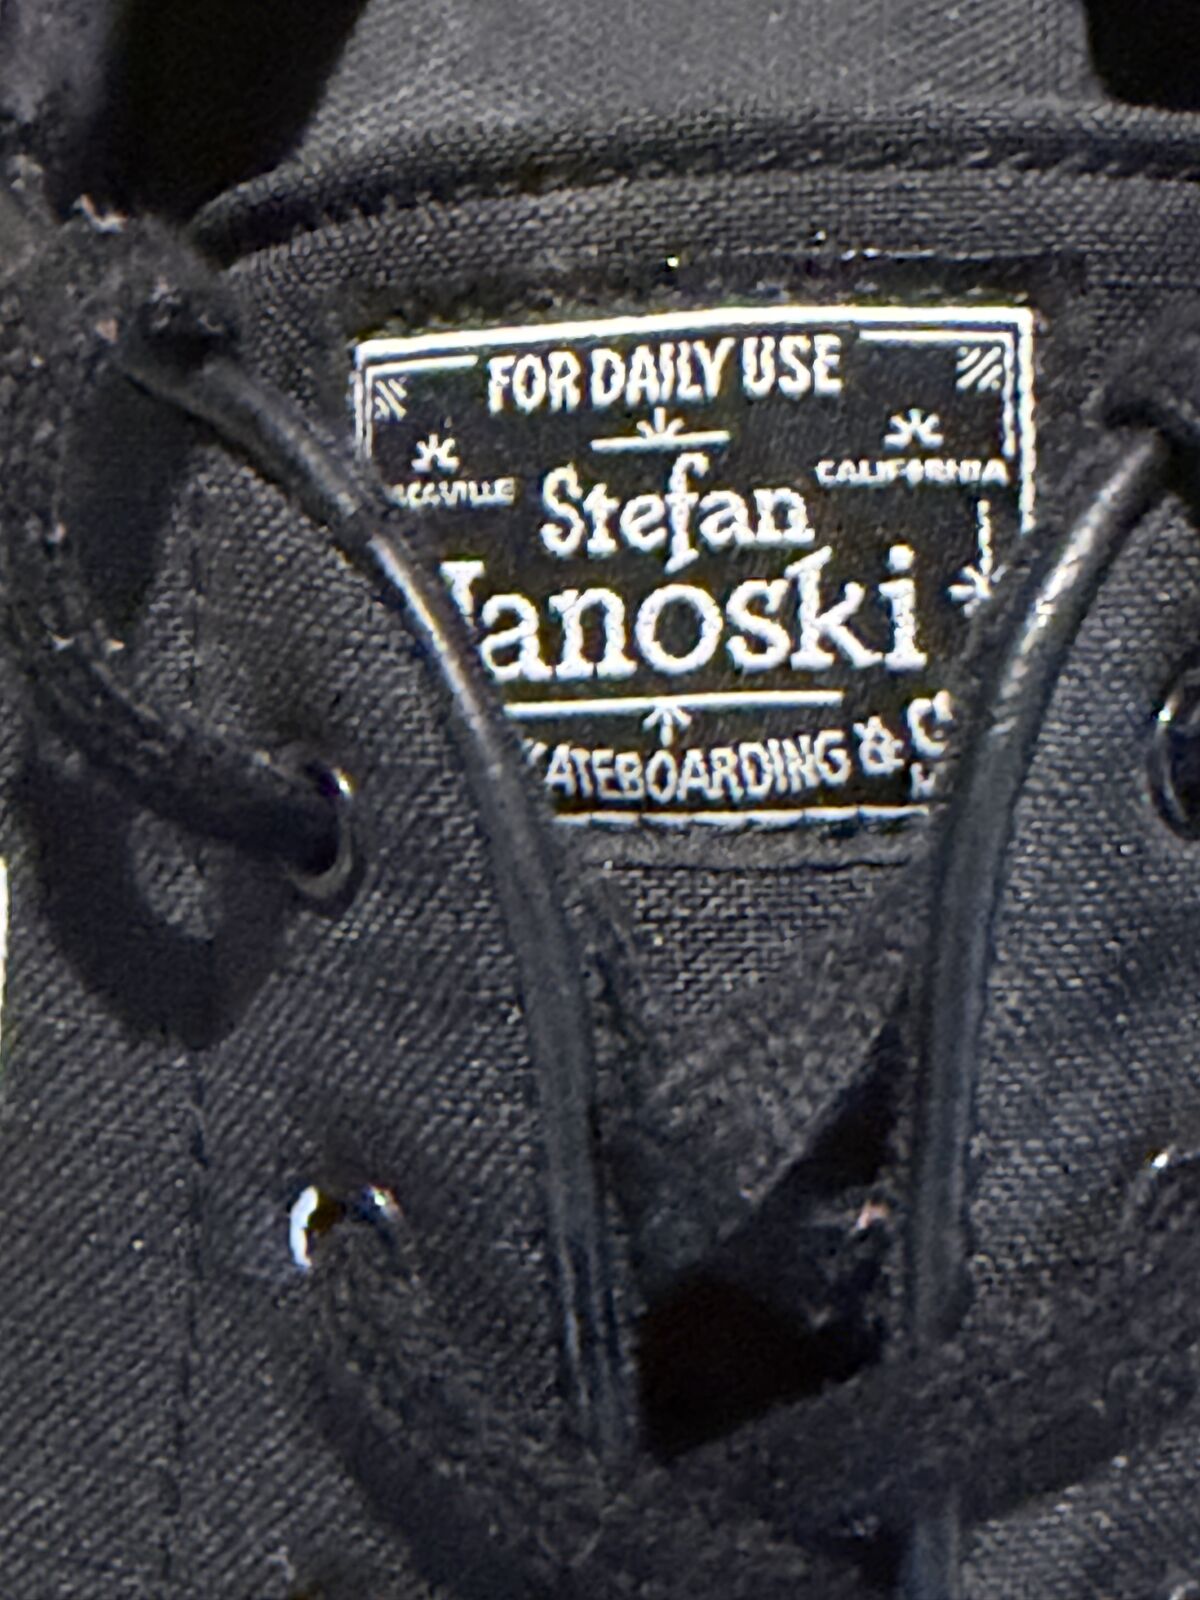 FOR DAILY USE
CALIFORNIA
Stefan
Janoski
SKATEBOARDING &